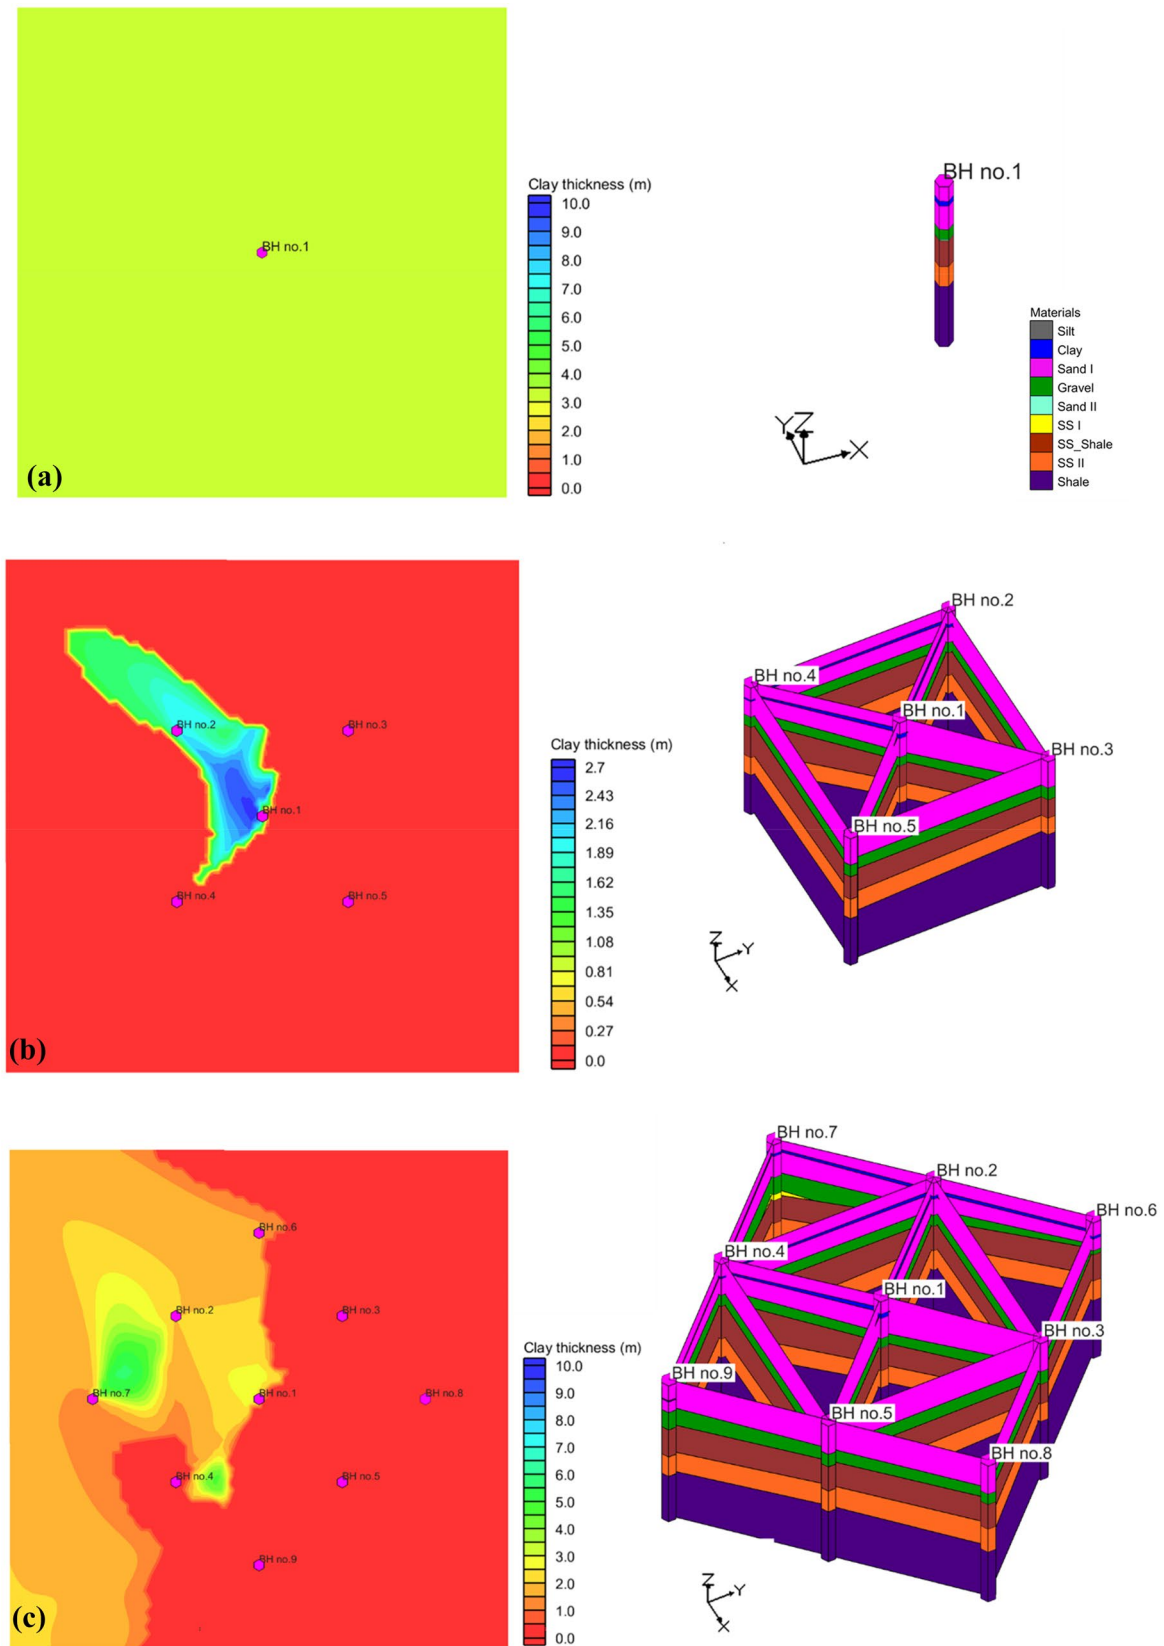 BH no.1
(a)
Clay thickness (m)
10.0
9.0
8.0
7.0
6.0
5.0
4.0
3.0
2.0
1.0
0.0
BH no.1
Y
Z
X
Materials
Silt
Clay
Sand I
Gravel
Sand II
SS I
SS_Shale
SS II
Shale
BH no.2
BH no.3
BH no.1
BH no.4
BH no.5
(b)
Clay thickness (m)
2.7
2.43
2.16
1.89
1.62
1.35
1.08
0.81
0.54
0.27
0.0
BH no.2
BH no.4
BH no.1
BH no.3
BH no.5
Z
Y
X
BH no.6
BH no.2
BH no.3
BH no.7
BH no.1
BH no.8
BH no.4
BH no.5
BH no.9
(c)
Clay thickness (m)
10.0
9.0
8.0
7.0
6.0
5.0
4.0
3.0
2.0
1.0
0.0
BH no.7
BH no.2
BH no.6
BH no.4
BH no.1
BH no.3
BH no.9
BH no.5
BH no.8
Z
Y
X